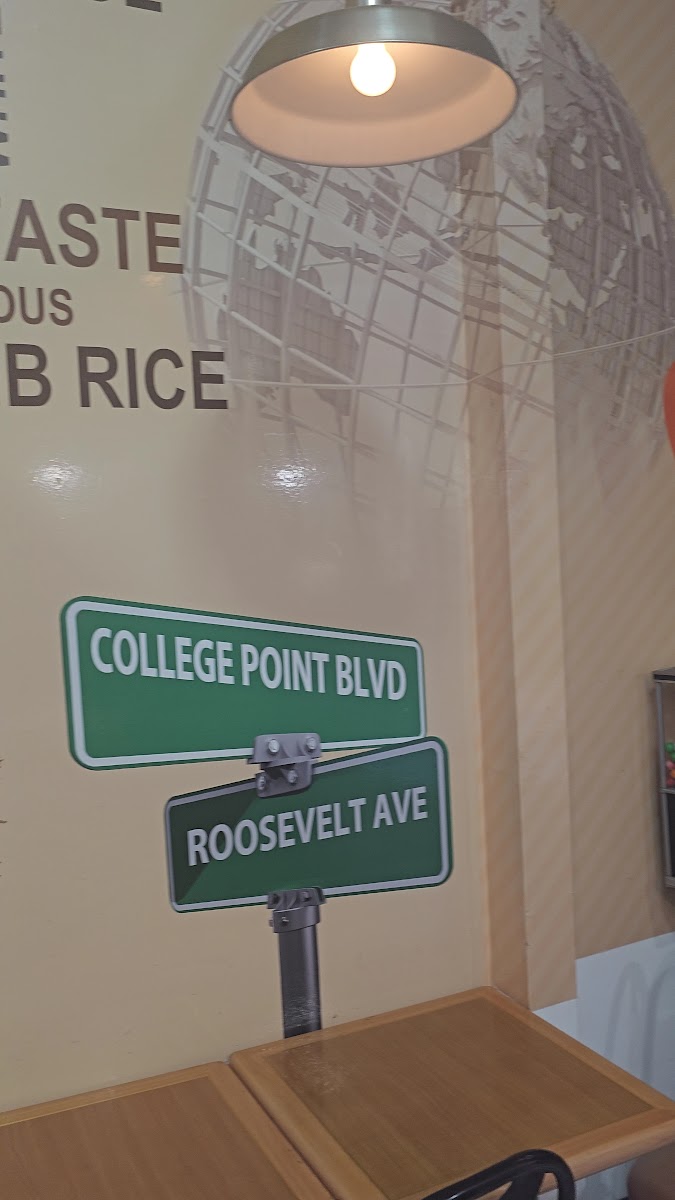 ASTE
OUS
B RICE
COLLEGE POINT BLVD
ROOSEVELT AVE